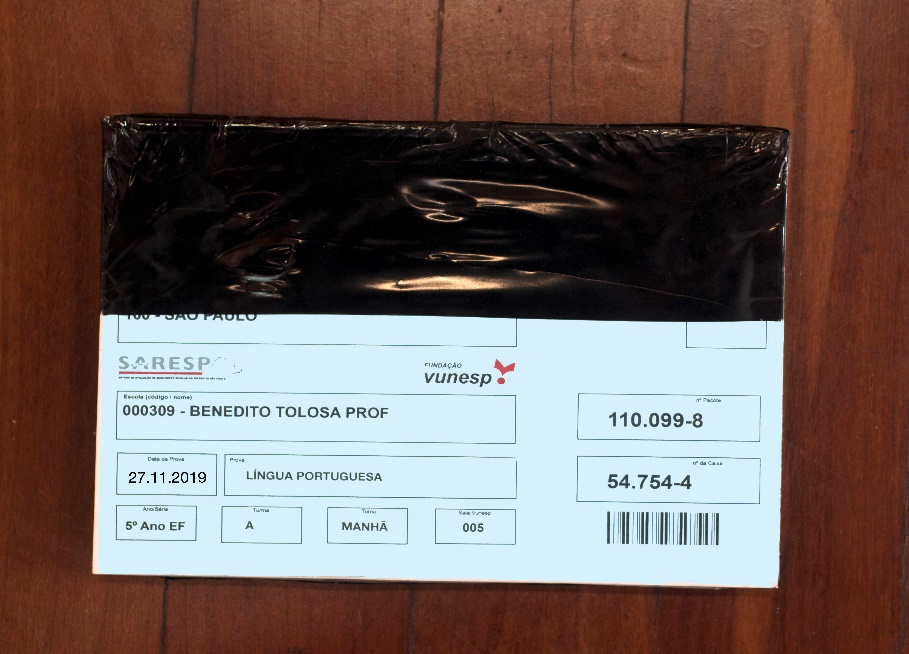 100 - SAO PAULO
SARESP
FUNDAÇÃO
vunesp
Escola (código / nome)
000309 - BENEDITO TOLOSA PROF
nº Pacote
110.099-8
Data da Prova
27.11.2019
Prova
LÍNGUA PORTUGUESA
nº da Caixa
54.754-4
Ano/Série
5º Ano EF
Turma
A
Turno
MANHÃ
Sala Vunesp
005